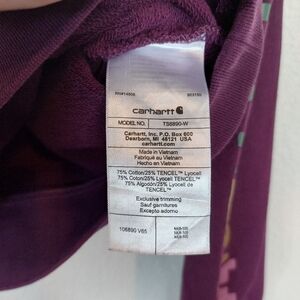 carhartt
MODEL NO. TS6890-W
Carhartt, Inc. P.O. Box 600
Dearborn, MI 48121 USA
carhartt.com
Made in Vietnam
Fabriqué au Vietnam
Hecho en Vietnam
75% Cotton/25% TENCEL™ Lyocell
75% Coton/25% Lyocell TENCEL™
75% Algodón/25% Lyocell de
TENCEL™
Exclusive trimming
Sauf garnitures
Excepto adorno
106890 V65